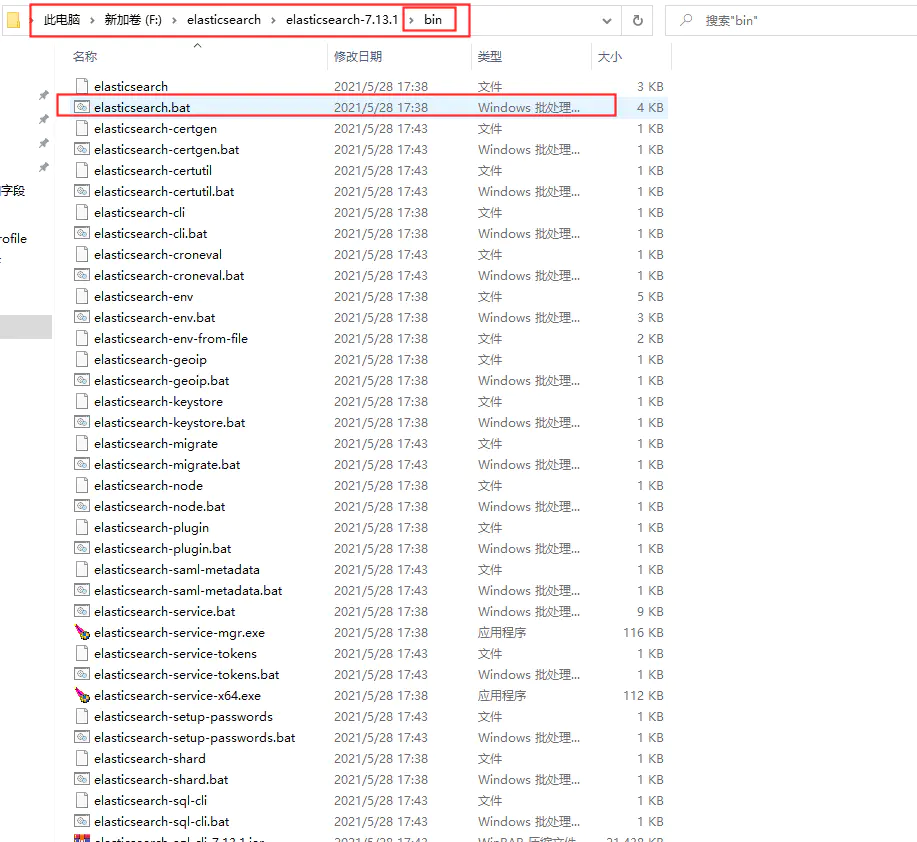 此电脑 > 新加卷 (F:) > elasticsearch > elasticsearch-7.13.1 > bin
搜索"bin"
名称 修改日期 类型 大小
elasticsearch 2021/5/28 17:38 文件 3 KB
elasticsearch.bat 2021/5/28 17:38 Windows 批处理... 4 KB
elasticsearch-certgen 2021/5/28 17:43 文件 1 KB
elasticsearch-certgen.bat 2021/5/28 17:43 Windows 批处理... 1 KB
elasticsearch-certutil 2021/5/28 17:43 文件 1 KB
elasticsearch-certutil.bat 2021/5/28 17:43 Windows 批处理... 1 KB
字段
elasticsearch-cli 2021/5/28 17:38 文件 1 KB
elasticsearch-cli.bat 2021/5/28 17:38 Windows 批处理... 1 KB
rofile
elasticsearch-croneval 2021/5/28 17:43 文件 1 KB
elasticsearch-croneval.bat 2021/5/28 17:43 Windows 批处理... 1 KB
elasticsearch-env 2021/5/28 17:38 文件 5 KB
elasticsearch-env.bat 2021/5/28 17:38 Windows 批处理... 3 KB
elasticsearch-env-from-file 2021/5/28 17:38 文件 2 KB
elasticsearch-geoip 2021/5/28 17:38 文件 1 KB
elasticsearch-geoip.bat 2021/5/28 17:38 Windows 批处理... 1 KB
elasticsearch-keystore 2021/5/28 17:38 文件 1 KB
elasticsearch-keystore.bat 2021/5/28 17:38 Windows 批处理... 1 KB
elasticsearch-migrate 2021/5/28 17:43 文件 1 KB
elasticsearch-migrate.bat 2021/5/28 17:43 Windows 批处理... 1 KB
elasticsearch-node 2021/5/28 17:38 文件 1 KB
elasticsearch-node.bat 2021/5/28 17:38 Windows 批处理... 1 KB
elasticsearch-plugin 2021/5/28 17:38 文件 1 KB
elasticsearch-plugin.bat 2021/5/28 17:38 Windows 批处理... 1 KB
elasticsearch-saml-metadata 2021/5/28 17:43 文件 1 KB
elasticsearch-saml-metadata.bat 2021/5/28 17:43 Windows 批处理... 1 KB
elasticsearch-service.bat 2021/5/28 17:38 Windows 批处理... 9 KB
elasticsearch-service-mgr.exe 2021/5/28 17:38 应用程序 116 KB
elasticsearch-service-tokens 2021/5/28 17:43 文件 1 KB
elasticsearch-service-tokens.bat 2021/5/28 17:43 Windows 批处理... 1 KB
elasticsearch-service-x64.exe 2021/5/28 17:38 应用程序 112 KB
elasticsearch-setup-passwords 2021/5/28 17:43 文件 1 KB
elasticsearch-setup-passwords.bat 2021/5/28 17:43 Windows 批处理... 1 KB
elasticsearch-shard 2021/5/28 17:38 文件 1 KB
elasticsearch-shard.bat 2021/5/28 17:38 Windows 批处理... 1 KB
elasticsearch-sql-cli 2021/5/28 17:43 文件 1 KB
elasticsearch-sql-cli.bat 2021/5/28 17:43 Windows 批处理... 1 KB
elasticsearch-sql-cli-7.13.1.jar 2021/5/28 17:43 WinRAR 压缩文件